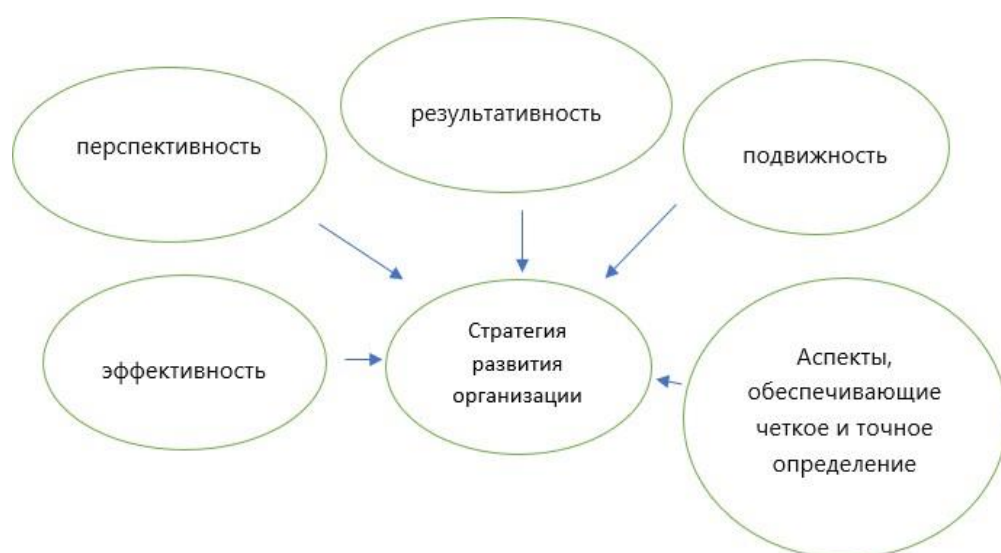 перспективность
результативность
подвижность
эффективность
Стратегия
развития
организации
Аспекты,
обеспечивающие
четкое и точное
определение